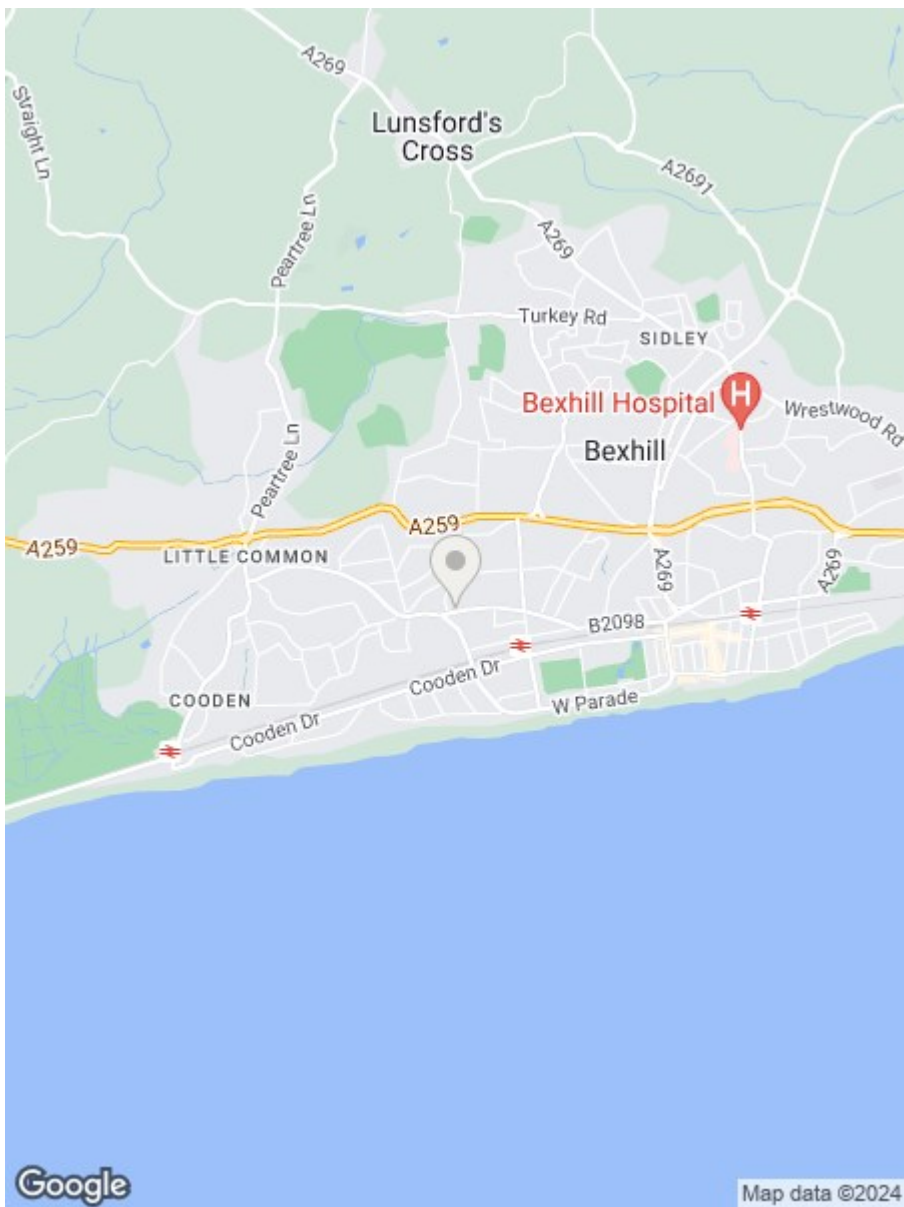 A269
Straight Ln
Lunsford's
Cross
A2691
Peartree Ln
A269
Turkey Rd
SIDLEY
Bexhill Hospital
H
Wrestwood Rd
Bexhill
Peartree Ln
A259
A259
LITTLE COMMON
A269
A269
B2098
Cooden Dr
COODEN
W Parade
Cooden Dr
Google
Map data ©2024